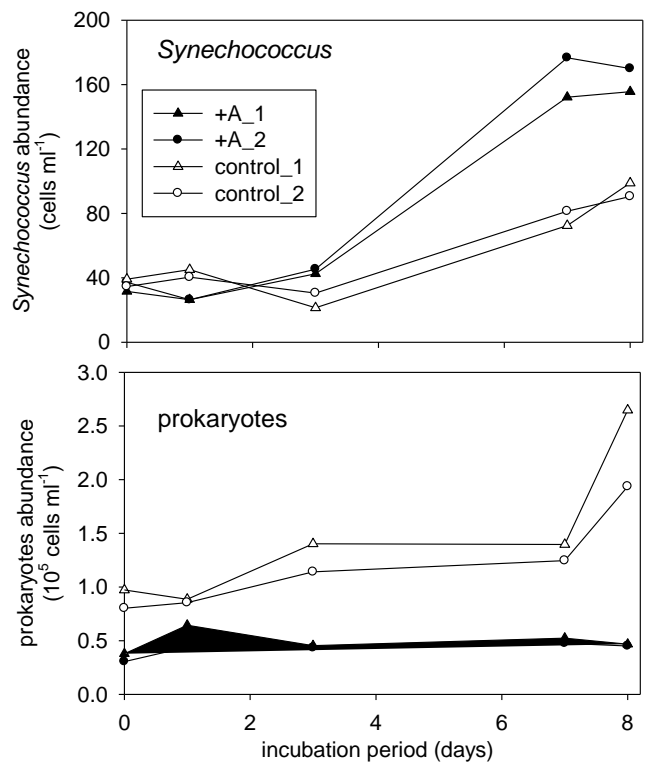 200
160
120
80
40
0
Synechococcus abundance
(cells ml⁻¹)
Synechococcus
+A_1
+A_2
control_1
control_2
3.0
2.5
2.0
1.5
1.0
0.5
0.0
prokaryotes abundance
(10⁵ cells ml⁻¹)
prokaryotes
0 2 4 6 8
incubation period (days)